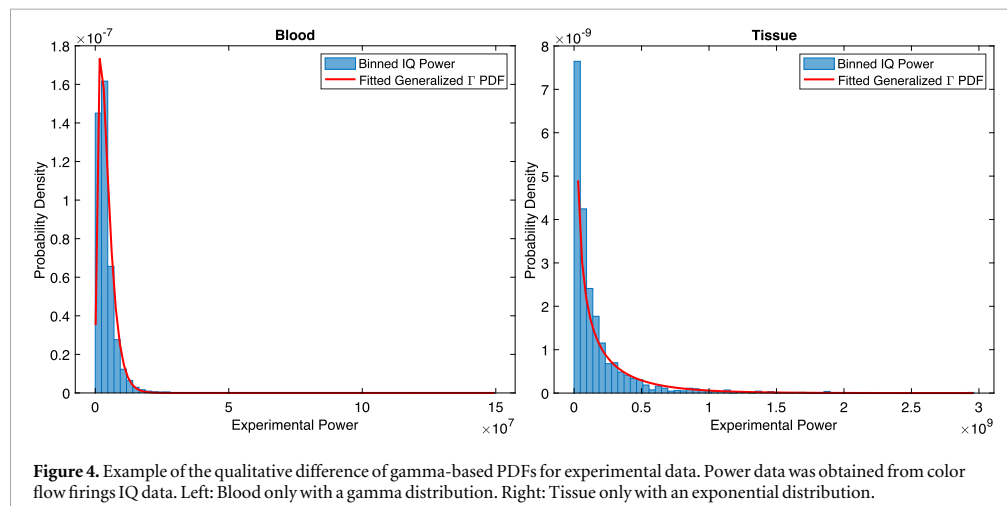 Blood
×10⁻⁷
1.8
1.6
1.4
1.2
1
0.8
0.6
0.4
0.2
0
Probability Density
Binned IQ Power
Fitted Generalized Γ PDF
0 5 10 15
×10⁷
Experimental Power
Tissue
×10⁻⁹
8
7
6
5
4
3
2
1
0
Probability Density
Binned IQ Power
Fitted Generalized Γ PDF
0 0.5 1 1.5 2 2.5 3
×10⁹
Experimental Power
Figure 4. Example of the qualitative difference of gamma-based PDFs for experimental data. Power data was obtained from color
flow firings IQ data. Left: Blood only with a gamma distribution. Right: Tissue only with an exponential distribution.